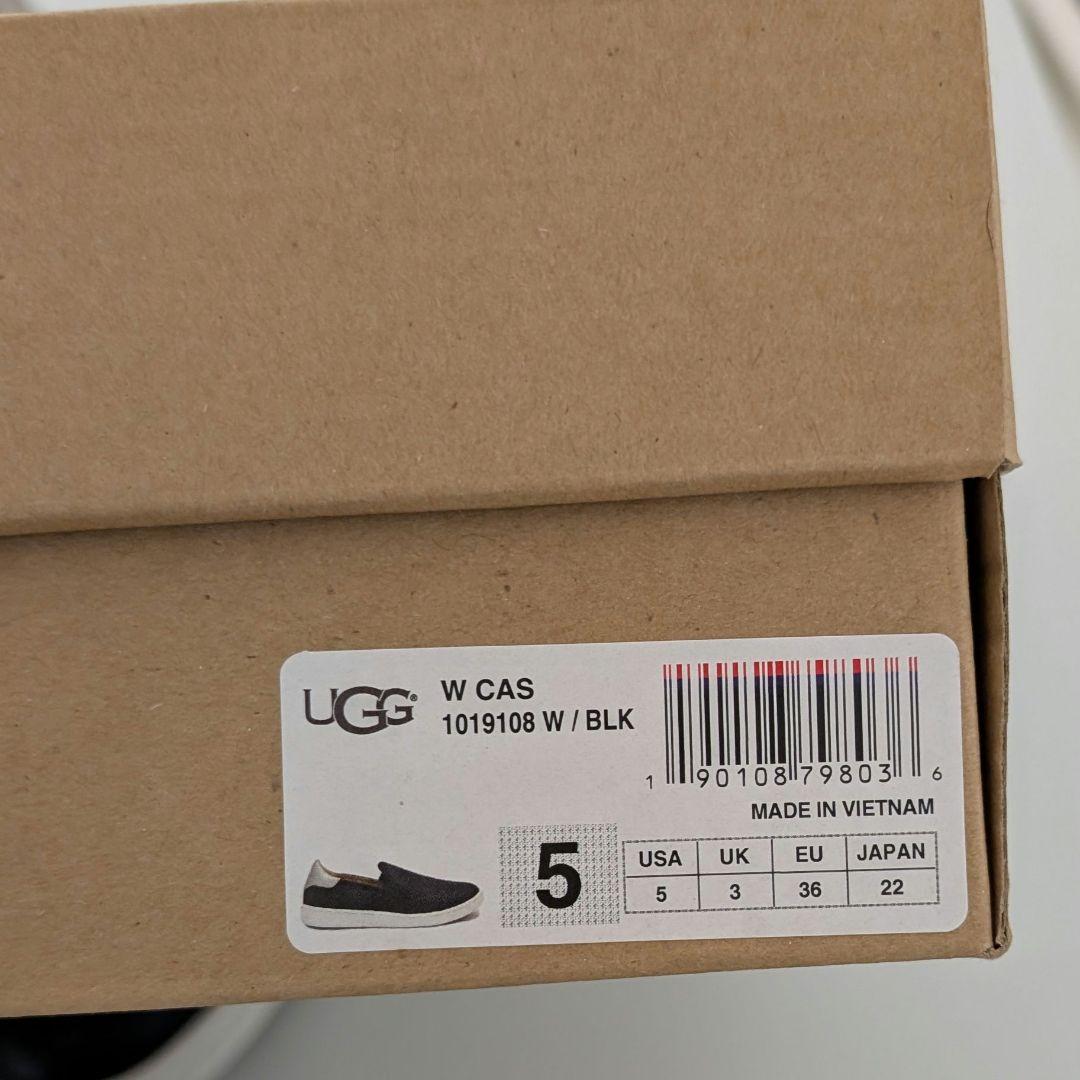 UGG®
W CAS
1019108 W / BLK
1 90108 79803 6
MADE IN VIETNAM
5
USA UK EU JAPAN
5 3 36 22